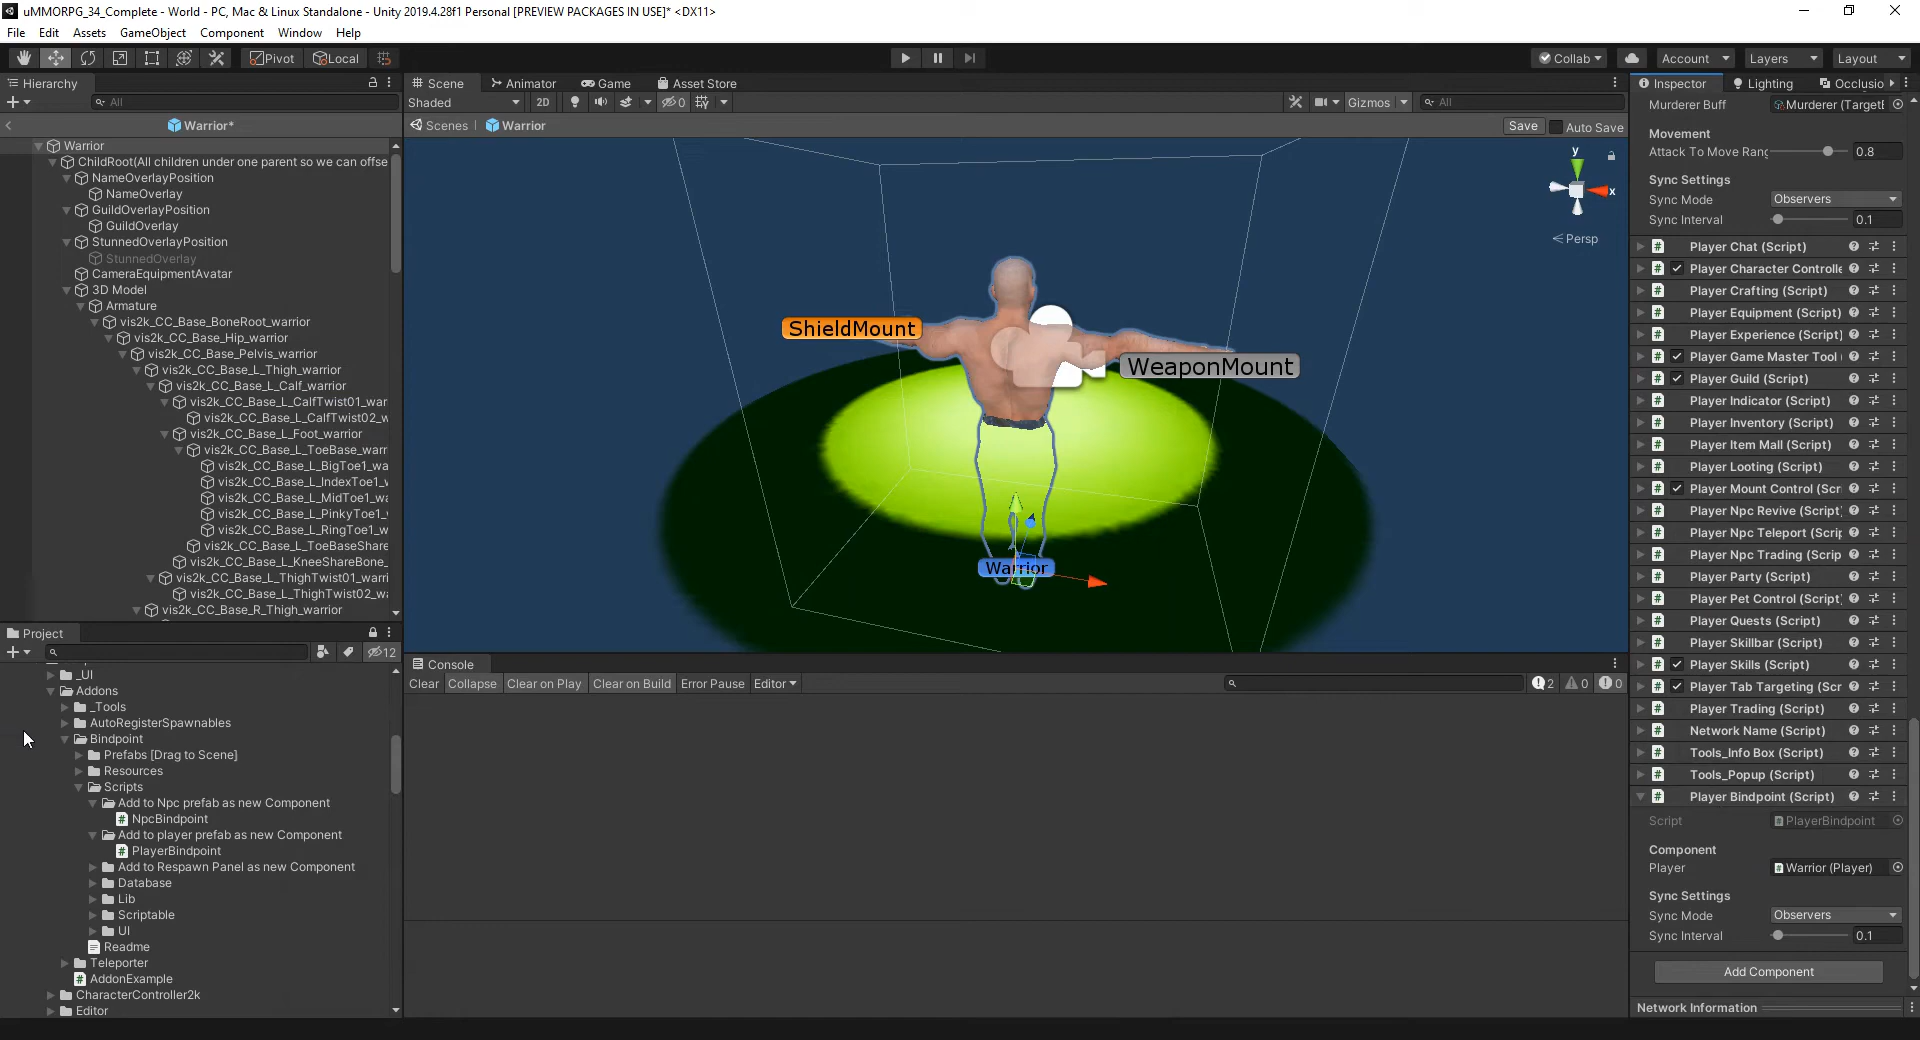 uMMORPG_34_Complete - World - PC, Mac & Linux Standalone - Unity 2019.4.28f1 Personal [PREVIEW PACKAGES IN USE]* <DX11>
File Edit Assets GameObject Component Window Help
Pivot Local Collab Account Layers Layout
Hierarchy
All
Warrior*
Warrior
ChildRoot(All children under one parent so we can offse
NameOverlayPosition
NameOverlay
GuildOverlayPosition
GuildOverlay
StunnedOverlayPosition
StunnedOverlay
CameraEquipmentAvatar
3D Model
Armature
vis2k_CC_Base_BoneRoot_warrior
vis2k_CC_Base_Hip_warrior
vis2k_CC_Base_Pelvis_warrior
vis2k_CC_Base_L_Thigh_warrior
vis2k_CC_Base_L_Calf_warrior
vis2k_CC_Base_L_CalfTwist01_warr
vis2k_CC_Base_L_CalfTwist02_w
vis2k_CC_Base_L_Foot_warrior
vis2k_CC_Base_L_ToeBase_warr
vis2k_CC_Base_L_BigToe1_wa
vis2k_CC_Base_L_IndexToe1_v
vis2k_CC_Base_L_MidToe1_wa
vis2k_CC_Base_L_PinkyToe1_v
vis2k_CC_Base_L_RingToe1_w
vis2k_CC_Base_L_ToeBaseShare
vis2k_CC_Base_L_KneeShareBone_
vis2k_CC_Base_L_ThighTwist01_warri
vis2k_CC_Base_L_ThighTwist02_wa
vis2k_CC_Base_R_Thigh_warrior
Project
12
_UI
Addons
_Tools
AutoRegisterSpawnables
Bindpoint
Prefabs [Drag to Scene]
Resources
Scripts
Add to Npc prefab as new Component
NpcBindpoint
Add to player prefab as new Component
PlayerBindpoint
Add to Respawn Panel as new Component
Database
Lib
Scriptable
UI
Readme
Teleporter
AddonExample
CharacterController2k
Editor
Scene Animator Game Asset Store
Shaded 2D 0 Gizmos All
Scenes Warrior Save Auto Save
y
x
Persp
ShieldMount
WeaponMount
Warrior
Console
Clear Collapse Clear on Play Clear on Build Error Pause Editor 2 0 0
Inspector Lighting Occlusio
Murderer Buff Murderer (TargetE
Movement
Attack To Move Rang 0.8
Sync Settings
Sync Mode Observers
Sync Interval 0.1
Player Chat (Script)
Player Character Controlle
Player Crafting (Script)
Player Equipment (Script)
Player Experience (Script)
Player Game Master Tool (
Player Guild (Script)
Player Indicator (Script)
Player Inventory (Script)
Player Item Mall (Script)
Player Looting (Script)
Player Mount Control (Scri
Player Npc Revive (Script)
Player Npc Teleport (Scrip
Player Npc Trading (Scrip
Player Party (Script)
Player Pet Control (Script)
Player Quests (Script)
Player Skillbar (Script)
Player Skills (Script)
Player Tab Targeting (Scr
Player Trading (Script)
Network Name (Script)
Tools_Info Box (Script)
Tools_Popup (Script)
Player Bindpoint (Script)
Script PlayerBindpoint
Component
Player Warrior (Player)
Sync Settings
Sync Mode Observers
Sync Interval 0.1
Add Component
Network Information